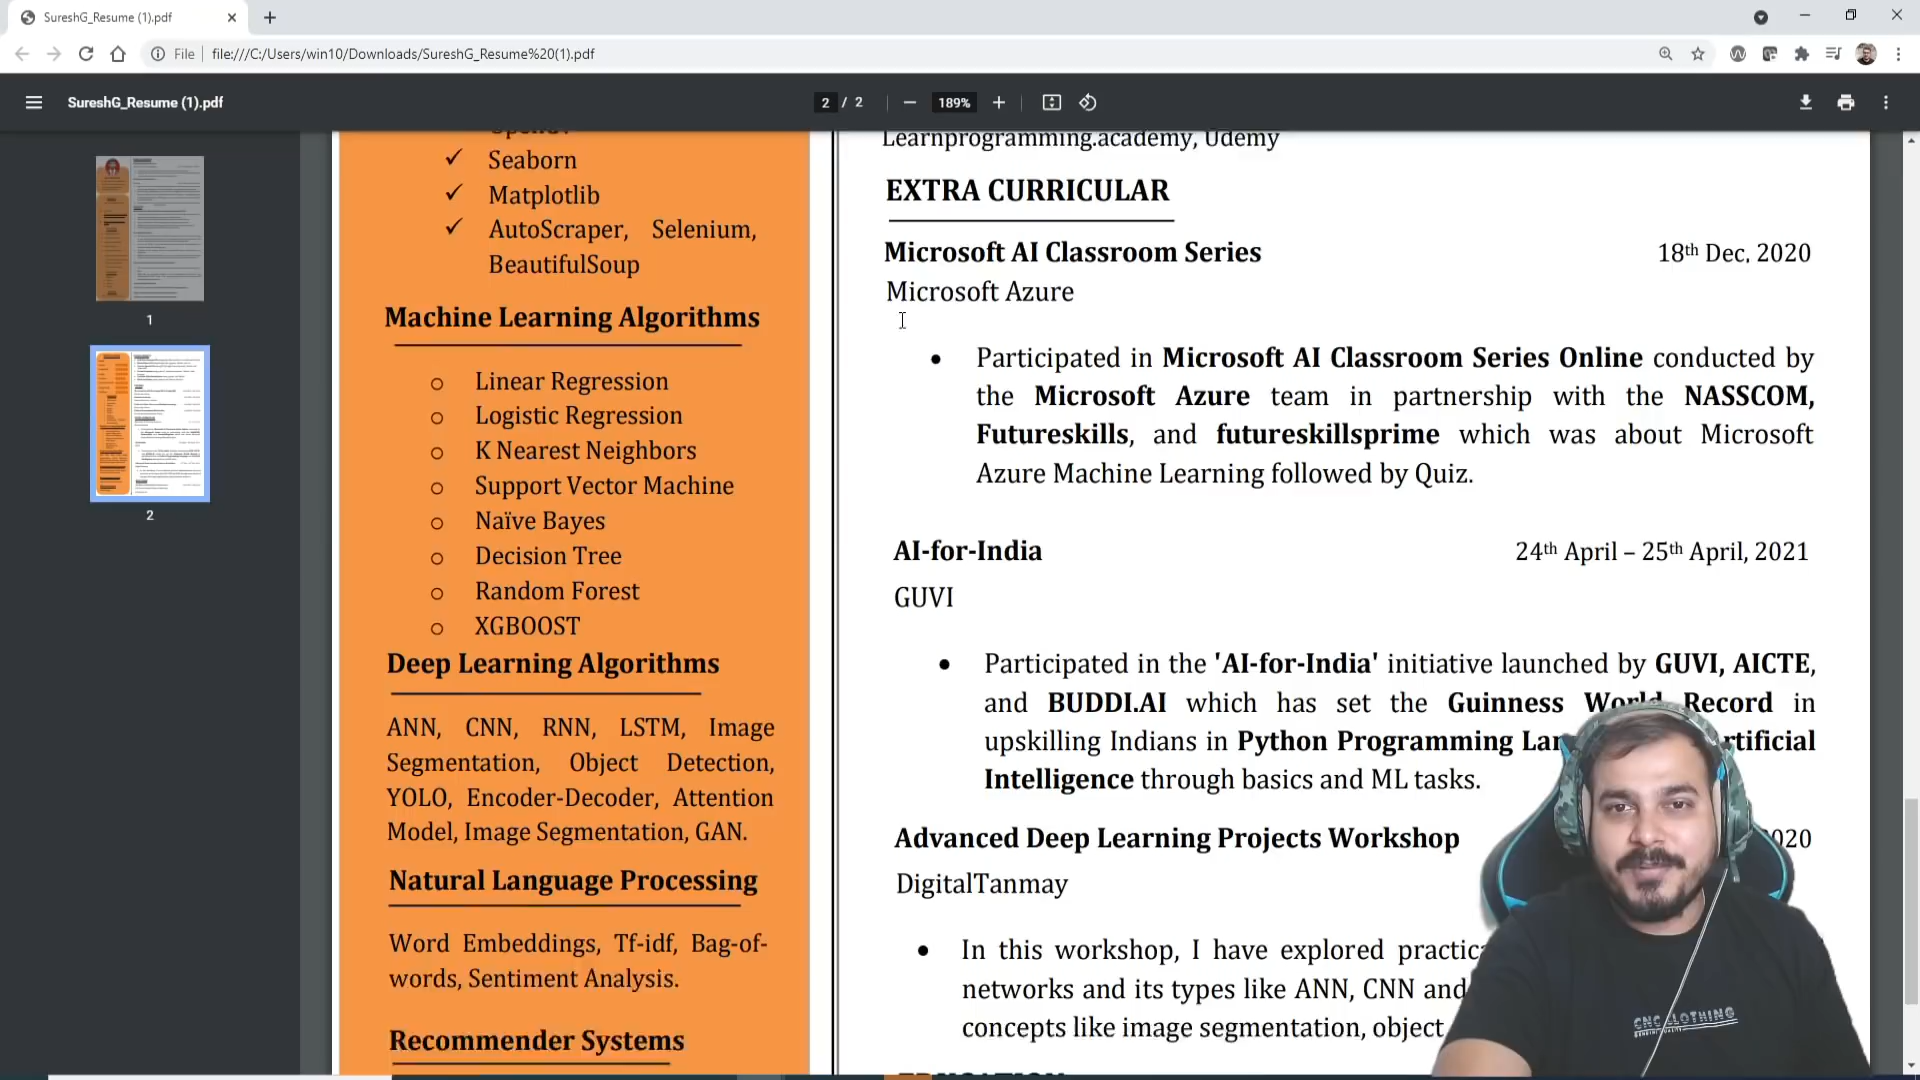 SureshG_Resume (1).pdf
File
file:///C:/Users/win10/Downloads/SureshG_Resume%20(1).pdf
SureshG_Resume (1).pdf
2 / 2
189%
1
2
Seaborn
Matplotlib
AutoScraper, Selenium,
BeautifulSoup
Machine Learning Algorithms
Linear Regression
Logistic Regression
K Nearest Neighbors
Support Vector Machine
Naïve Bayes
Decision Tree
Random Forest
XGBOOST
Deep Learning Algorithms
ANN, CNN, RNN, LSTM, Image
Segmentation, Object Detection,
YOLO, Encoder-Decoder, Attention
Model, Image Segmentation, GAN.
Natural Language Processing
Word Embeddings, Tf-idf, Bag-of-
words, Sentiment Analysis.
Recommender Systems
Learnprogramming.academy, Udemy
EXTRA CURRICULAR
Microsoft AI Classroom Series 18th Dec, 2020
Microsoft Azure
Participated in Microsoft AI Classroom Series Online conducted by
the Microsoft Azure team in partnership with the NASSCOM,
Futureskills, and futureskillsprime which was about Microsoft
Azure Machine Learning followed by Quiz.
AI-for-India 24th April – 25th April, 2021
GUVI
Participated in the 'AI-for-India' initiative launched by GUVI, AICTE,
and BUDDI.AI which has set the Guinness World Record in
upskilling Indians in Python Programming
Intelligence through basics and ML tasks.
Advanced Deep Learning Projects Workshop
DigitalTanmay
In this workshop, I have explored
networks and its types like ANN, CNN and
concepts like image segmentation, object
CNC CLOTHING